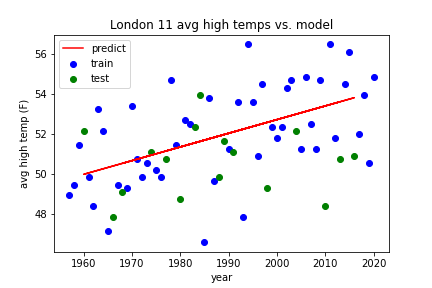 London 11 avg high temps vs. model
predict
train
test
avg high temp (F)
56
54
52
50
48
1960 1970 1980 1990 2000 2010 2020
year